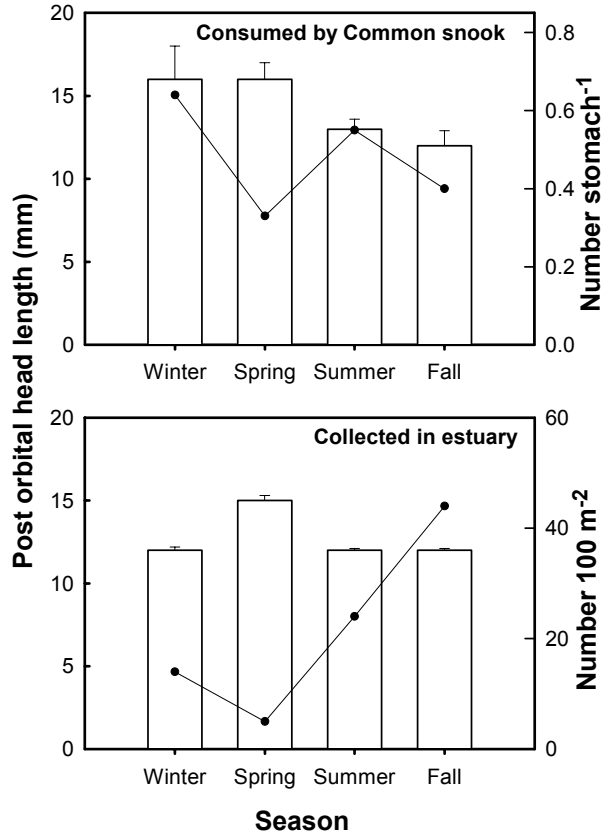 Consumed by Common snook
20
15
10
5
0
0.8
0.6
0.4
0.2
0.0
Winter Spring Summer Fall
Post orbital head length (mm)
Number stomach⁻¹
Collected in estuary
20
15
10
5
0
60
40
20
0
Number 100 m⁻²
Winter Spring Summer Fall
Season